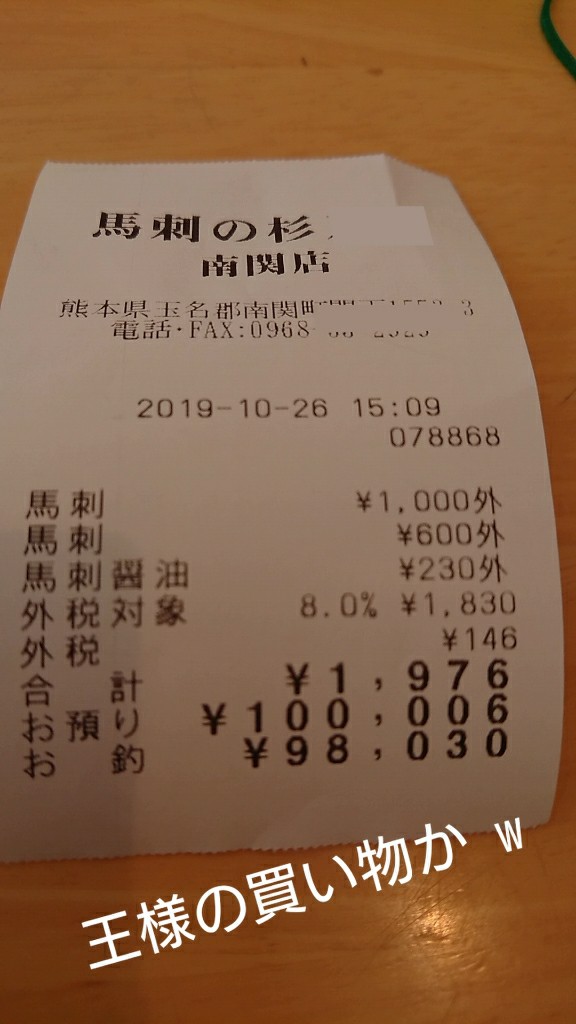 馬刺の杉
南関店
熊本県玉名郡南関町
電話・FAX:0968
2019-10-26 15:09
078868
馬刺 ¥1,000外
馬刺 ¥600外
馬刺醤油 ¥230外
外税対象 8.0% ¥1,830
外税 ¥146
合計 ¥1,976
お預り ¥100,006
お釣 ¥98,030
王様の買い物か w